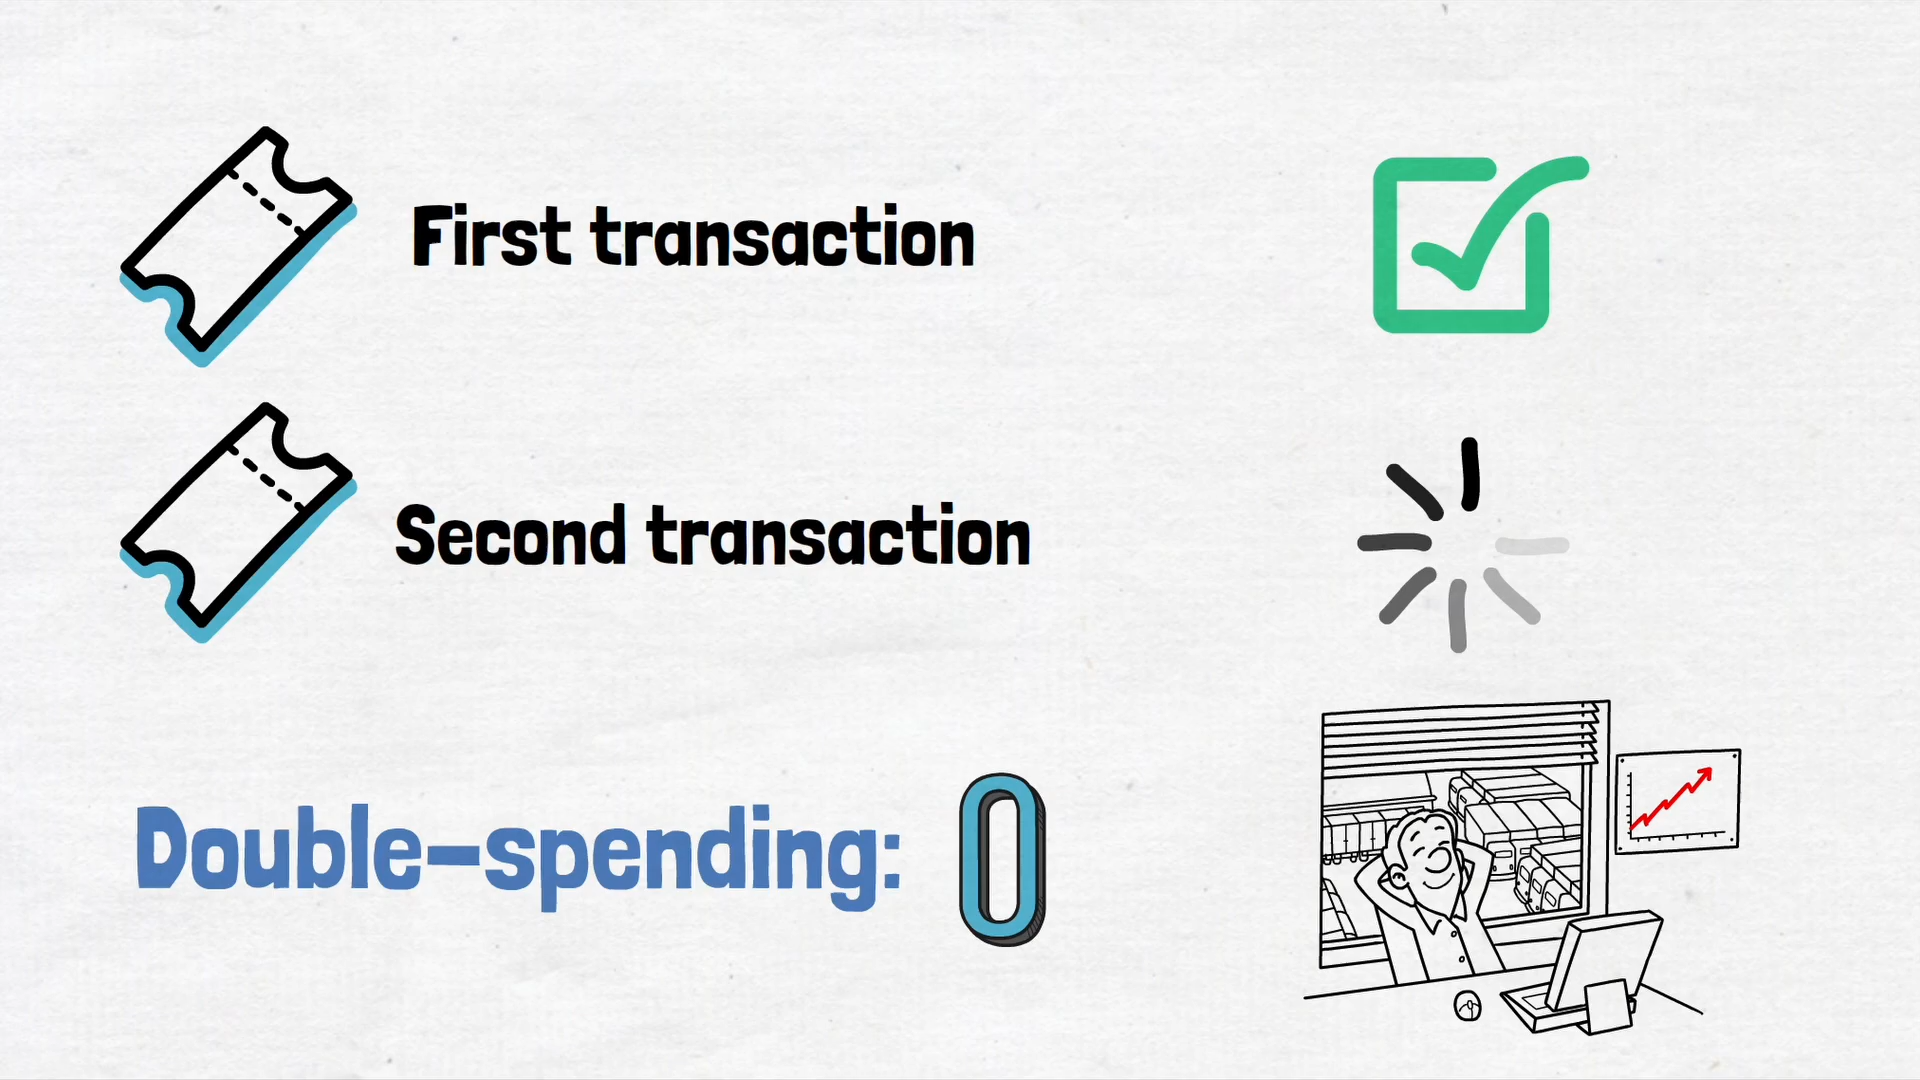 First transaction
Second transaction
Double-spending: 0